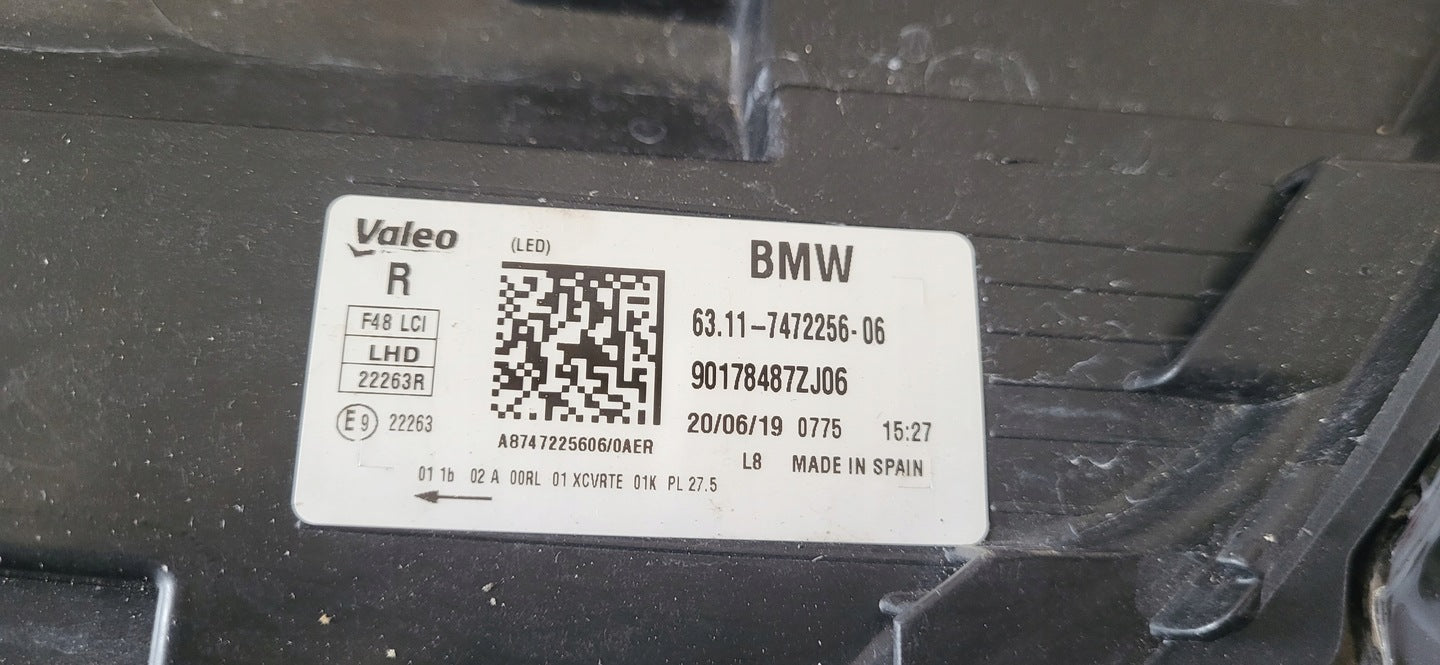 Valeo
(LED)
BMW
R
F48 LCI
LHD
22263R
E9 22263
63.11-7472256-06
90178487ZJ06
20/06/19 0775 15:27
L8 MADE IN SPAIN
A8747225606/0AER
01 1b 02 A 00RL 01 XCVRTE 01K PL 27.5